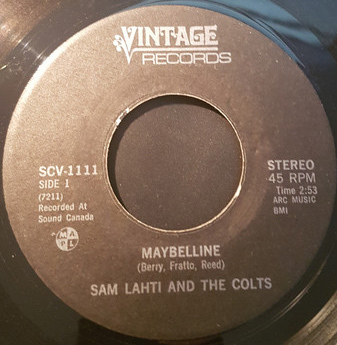 VINTAGE
RECORDS
SCV-1111
SIDE 1
(7211)
Recorded At
Sound Canada
MAPL
STEREO
45 RPM
Time 2:53
ARC MUSIC
BMI
MAYBELLINE
(Berry, Fratto, Reed)
SAM LAHTI AND THE COLTS